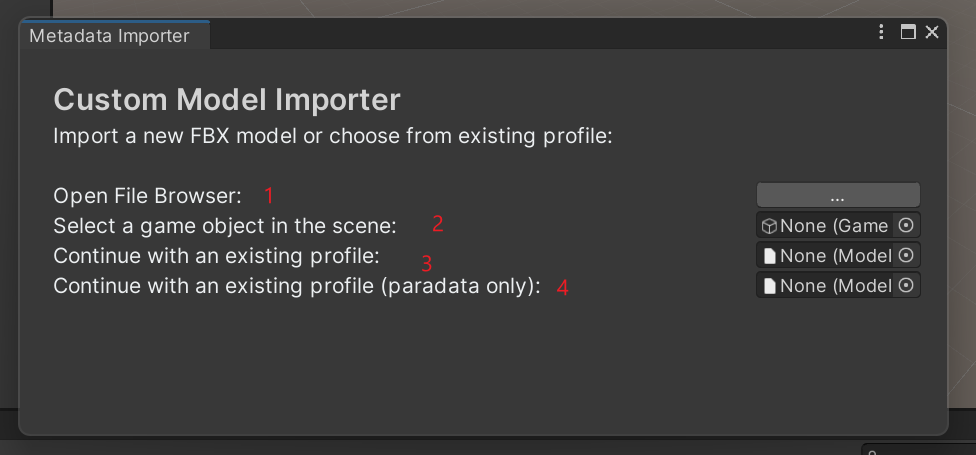 Metadata Importer
Custom Model Importer
Import a new FBX model or choose from existing profile:
Open File Browser: 1 ...
Select a game object in the scene: 2 None (Game
Continue with an existing profile: 3 None (Model
Continue with an existing profile (paradata only): 4 None (Model